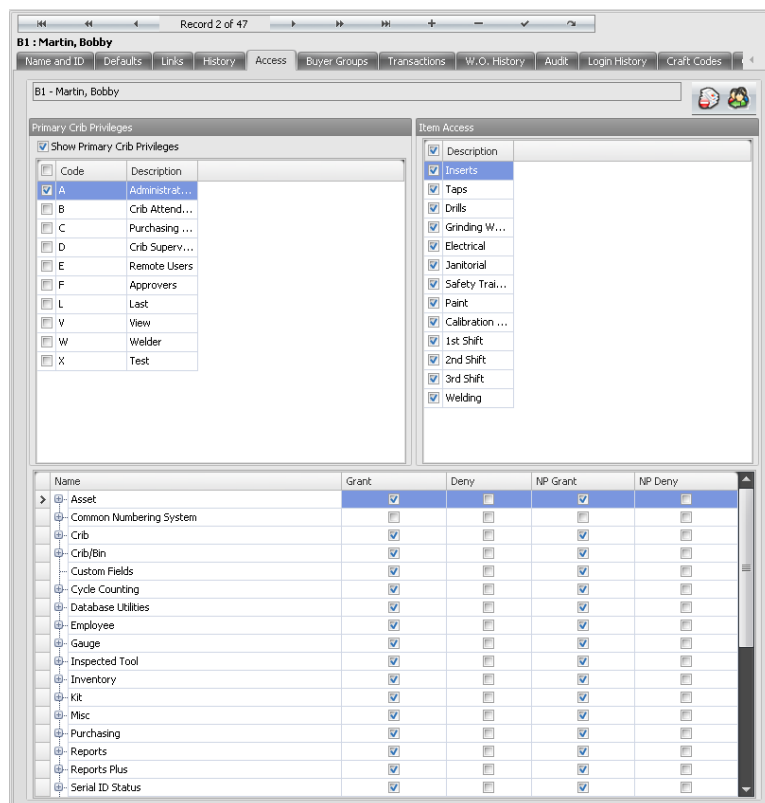 Record 2 of 47
B1 : Martin, Bobby
Name and ID Defaults Links History Access Buyer Groups Transactions W.O. History Audit Login History Craft Codes
B1 - Martin, Bobby
Primary Crib Privileges
Show Primary Crib Privileges
Code Description
A Administrat...
B Crib Attend...
C Purchasing ...
D Crib Superv...
E Remote Users
F Approvers
L Last
V View
W Welder
X Test
Item Access
Description
Inserts
Taps
Drills
Grinding W...
Electrical
Janitorial
Safety Trai...
Paint
Calibration ...
1st Shift
2nd Shift
3rd Shift
Welding
Name Grant Deny NP Grant NP Deny
Asset
Common Numbering System
Crib
Crib/Bin
Custom Fields
Cycle Counting
Database Utilities
Employee
Gauge
Inspected Tool
Inventory
Kit
Misc
Purchasing
Reports
Reports Plus
Serial ID Status